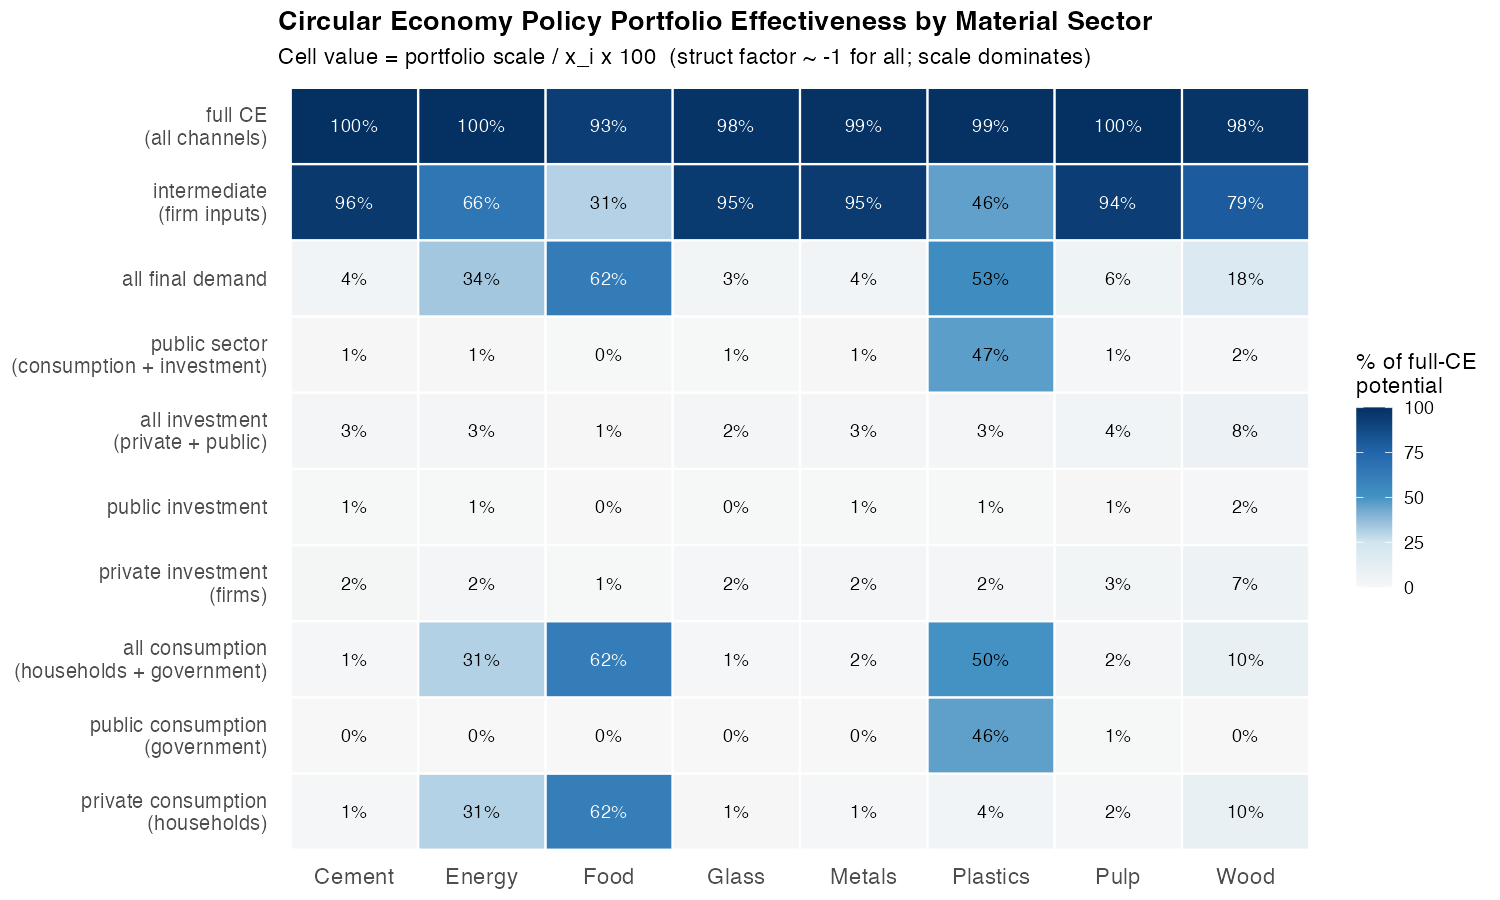 Circular Economy Policy Portfolio Effectiveness by Material Sector
Cell value = portfolio scale / x_i x 100  (struct factor ~ -1 for all; scale dominates)
full CE
(all channels)
100% 100% 93% 98% 99% 99% 100% 98%
intermediate
(firm inputs)
96% 66% 31% 95% 95% 46% 94% 79%
all final demand
4% 34% 62% 3% 4% 53% 6% 18%
public sector
(consumption + investment)
1% 1% 0% 1% 1% 47% 1% 2%
all investment
(private + public)
3% 3% 1% 2% 3% 3% 4% 8%
public investment
1% 1% 0% 0% 1% 1% 1% 2%
private investment
(firms)
2% 2% 1% 2% 2% 2% 3% 7%
all consumption
(households + government)
1% 31% 62% 1% 2% 50% 2% 10%
public consumption
(government)
0% 0% 0% 0% 0% 46% 1% 0%
private consumption
(households)
1% 31% 62% 1% 1% 4% 2% 10%
Cement Energy Food Glass Metals Plastics Pulp Wood
% of full-CE
potential
100
75
50
25
0